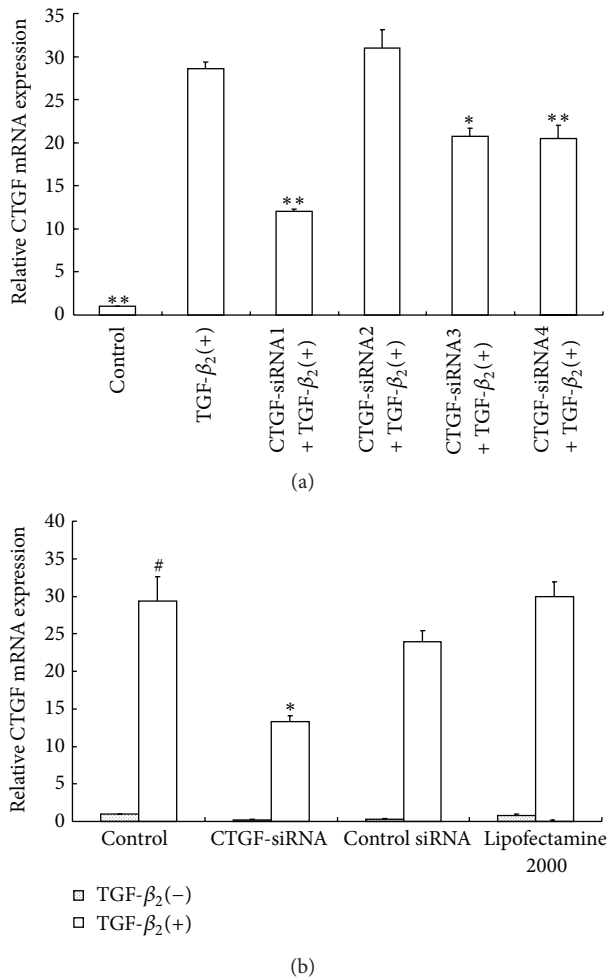 Relative CTGF mRNA expression
35
30
25
20
15
10
5
0
**
**
*
**
Control
TGF-β₂(+)
CTGF-siRNA1
+ TGF-β₂(+)
CTGF-siRNA2
+ TGF-β₂(+)
CTGF-siRNA3
+ TGF-β₂(+)
CTGF-siRNA4
+ TGF-β₂(+)
(a)
Relative CTGF mRNA expression
40
35
30
25
20
15
10
5
0
#
*
Control
CTGF-siRNA
Control siRNA
Lipofectamine
2000
TGF-β₂(−)
TGF-β₂(+)
(b)